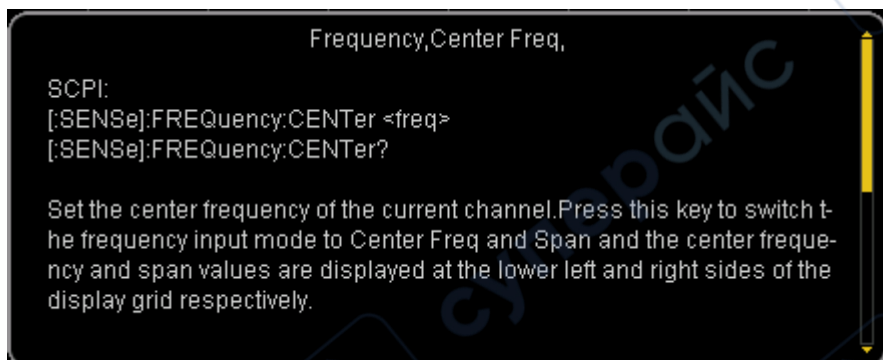 Frequency,Center Freq,
SCPI:
[:SENSe]:FREQuency:CENTer <freq>
[:SENSe]:FREQuency:CENTer?
Set the center frequency of the current channel.Press this key to switch t-
he frequency input mode to Center Freq and Span and the center freque-
ncy and span values are displayed at the lower left and right sides of the
display grid respectively.
суперайс